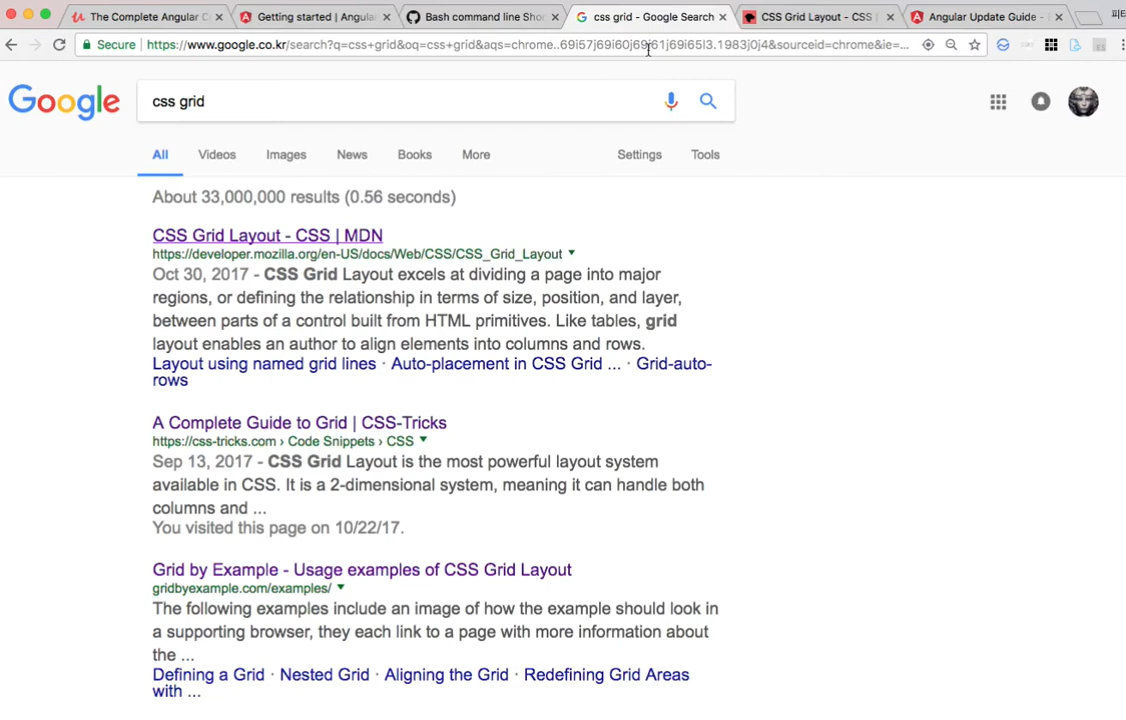 The Complete Angular C
Getting started | Angular
Bash command line Shor
css grid - Google Search
CSS Grid Layout - CSS |
Angular Update Guide -
피터
Secure https://www.google.co.kr/search?q=css+grid&oq=css+grid&aqs=chrome..69i57j69i60j69i61j69i65l3.1983j0j4&sourceid=chrome&ie=...
Google
css grid
All Videos Images News Books More Settings Tools
About 33,000,000 results (0.56 seconds)
CSS Grid Layout - CSS | MDN
https://developer.mozilla.org/en-US/docs/Web/CSS/CSS_Grid_Layout
Oct 30, 2017 - CSS Grid Layout excels at dividing a page into major
regions, or defining the relationship in terms of size, position, and layer,
between parts of a control built from HTML primitives. Like tables, grid
layout enables an author to align elements into columns and rows.
Layout using named grid lines · Auto-placement in CSS Grid ... · Grid-auto-
rows
A Complete Guide to Grid | CSS-Tricks
https://css-tricks.com › Code Snippets › CSS
Sep 13, 2017 - CSS Grid Layout is the most powerful layout system
available in CSS. It is a 2-dimensional system, meaning it can handle both
columns and ...
You visited this page on 10/22/17.
Grid by Example - Usage examples of CSS Grid Layout
gridbyexample.com/examples/
The following examples include an image of how the example should look in
a supporting browser, they each link to a page with more information about
the ...
Defining a Grid · Nested Grid · Aligning the Grid · Redefining Grid Areas
with ...